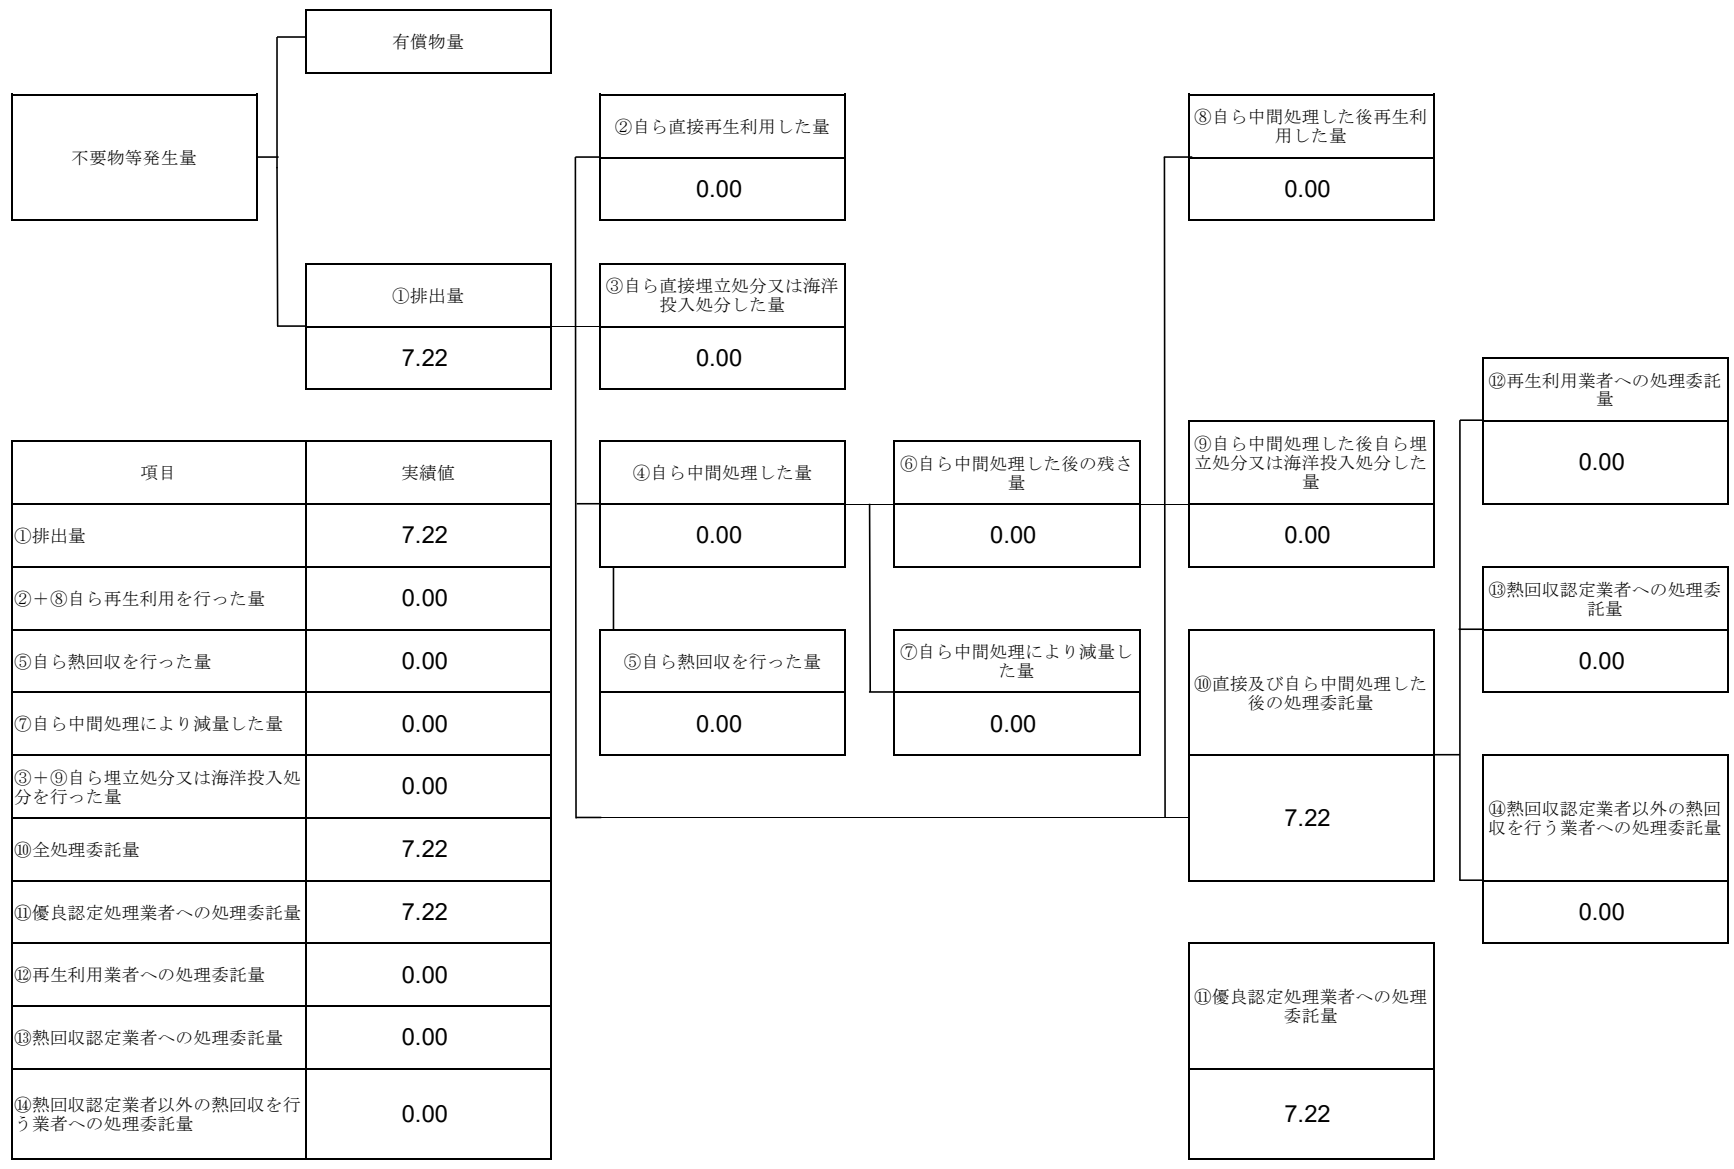 有償物量
不要物等発生量
②自ら直接再生利用した量
0.00
⑧自ら中間処理した後再生利
用した量
0.00
①排出量
7.22
③自ら直接埋立処分又は海洋
投入処分した量
0.00
⑫再生利用業者への処理委託
量
0.00
④自ら中間処理した量
0.00
⑥自ら中間処理した後の残さ
量
0.00
⑨自ら中間処理した後自ら埋
立処分又は海洋投入処分した
量
0.00
⑬熱回収認定業者への処理委
託量
0.00
⑤自ら熱回収を行った量
0.00
⑦自ら中間処理により減量し
た量
0.00
⑩直接及び自ら中間処理した
後の処理委託量
7.22
⑭熱回収認定業者以外の熱回
収を行う業者への処理委託量
0.00
⑪優良認定処理業者への処理
委託量
7.22
項目 実績値
①排出量 7.22
②＋⑧自ら再生利用を行った量 0.00
⑤自ら熱回収を行った量 0.00
⑦自ら中間処理により減量した量 0.00
③＋⑨自ら埋立処分又は海洋投入処
分を行った量 0.00
⑩全処理委託量 7.22
⑪優良認定処理業者への処理委託量 7.22
⑫再生利用業者への処理委託量 0.00
⑬熱回収認定業者への処理委託量 0.00
⑭熱回収認定業者以外の熱回収を行
う業者への処理委託量 0.00